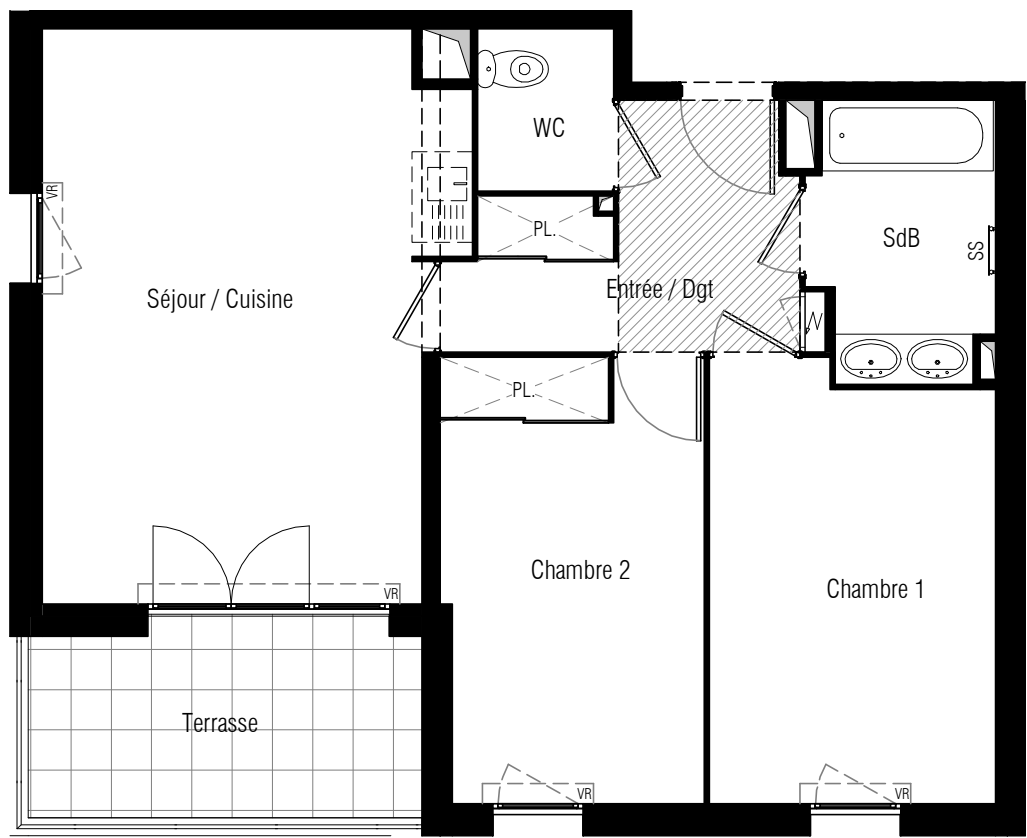 WC
VR
PL.
SdB
SS
Séjour / Cuisine
Entrée / Dgt
PL.
Chambre 2
Chambre 1
VR
Terrasse
VR
VR